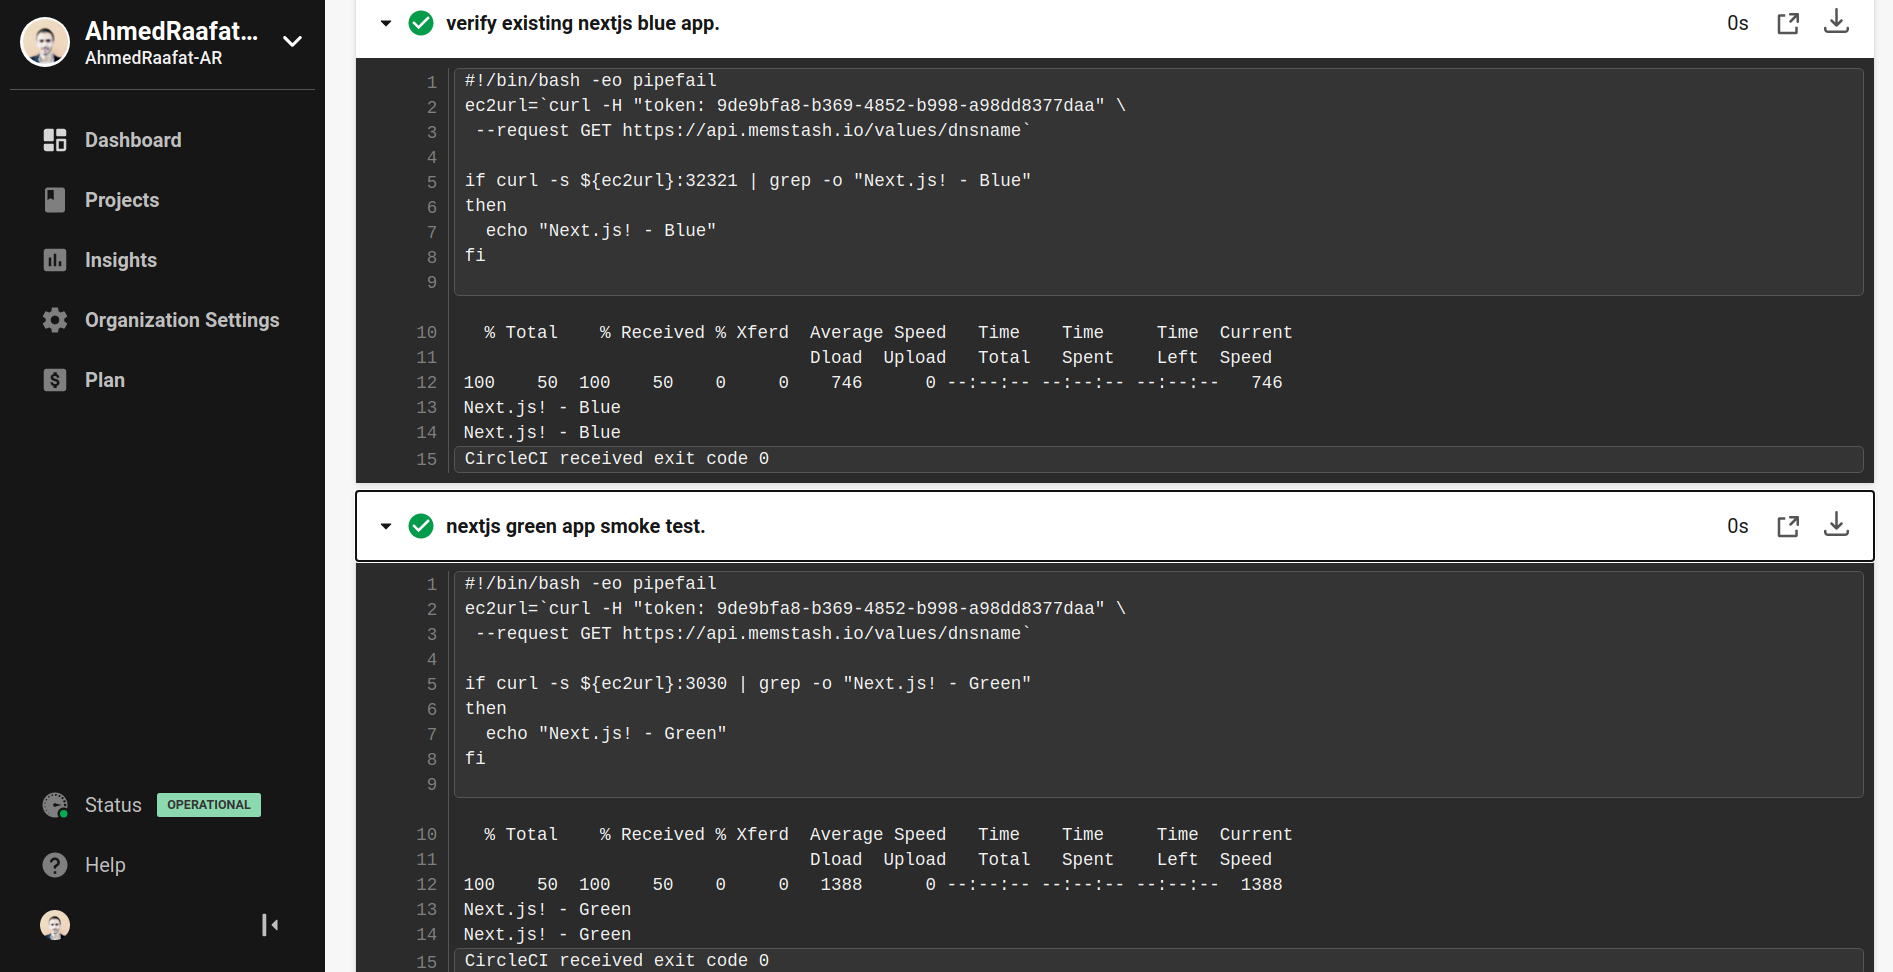 AhmedRaafat...
AhmedRaafat-AR
Dashboard
Projects
Insights
Organization Settings
Plan
Status OPERATIONAL
Help
verify existing nextjs blue app. 0s
1 #!/bin/bash -eo pipefail
2 ec2url=`curl -H "token: 9de9bfa8-b369-4852-b998-a98dd8377daa" \
3  --request GET https://api.memstash.io/values/dnsname`
4
5 if curl -s ${ec2url}:32321 | grep -o "Next.js! - Blue"
6 then
7   echo "Next.js! - Blue"
8 fi
9
10   % Total    % Received % Xferd  Average Speed   Time    Time     Time  Current
11                                  Dload  Upload   Total   Spent    Left  Speed
12 100    50  100    50    0     0    746      0 --:--:-- --:--:-- --:--:--   746
13 Next.js! - Blue
14 Next.js! - Blue
15 CircleCI received exit code 0
nextjs green app smoke test. 0s
1 #!/bin/bash -eo pipefail
2 ec2url=`curl -H "token: 9de9bfa8-b369-4852-b998-a98dd8377daa" \
3  --request GET https://api.memstash.io/values/dnsname`
4
5 if curl -s ${ec2url}:3030 | grep -o "Next.js! - Green"
6 then
7   echo "Next.js! - Green"
8 fi
9
10   % Total    % Received % Xferd  Average Speed   Time    Time     Time  Current
11                                  Dload  Upload   Total   Spent    Left  Speed
12 100    50  100    50    0     0   1388      0 --:--:-- --:--:-- --:--:--  1388
13 Next.js! - Green
14 Next.js! - Green
15 CircleCI received exit code 0